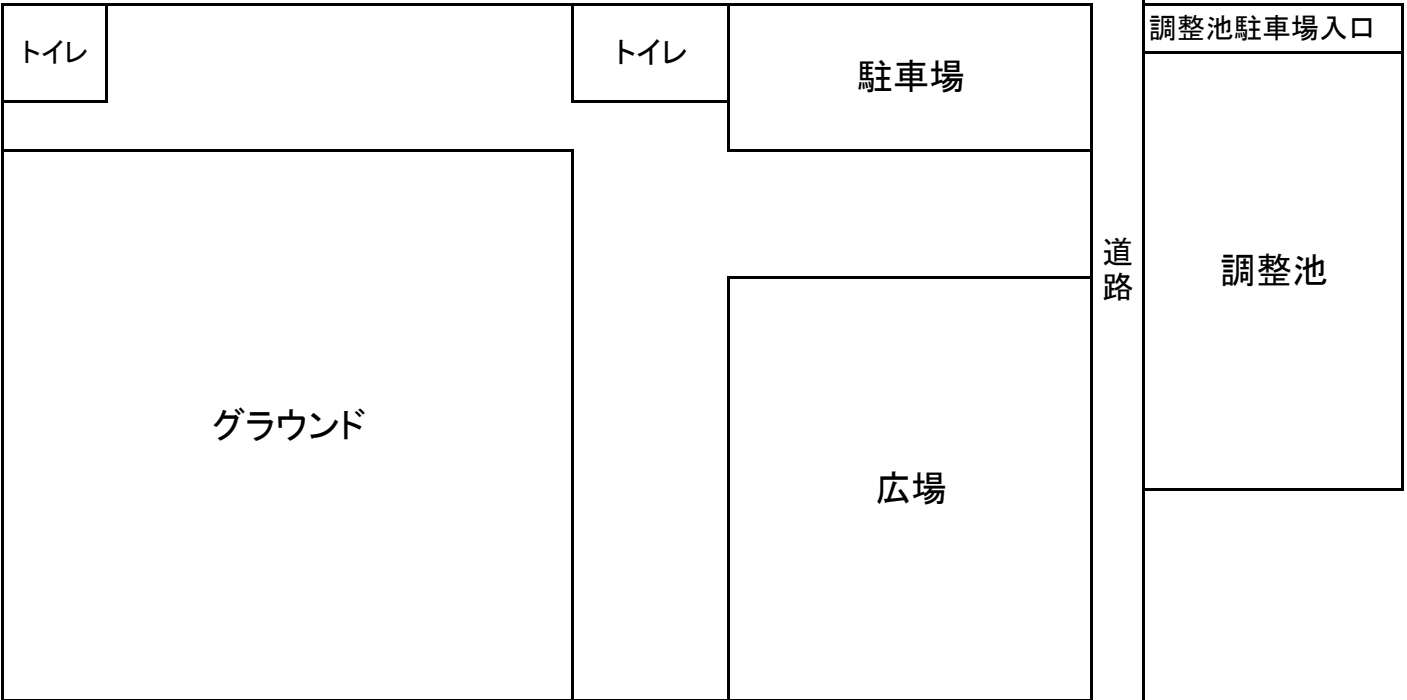 調整池駐車場入口
トイレ
トイレ
駐車場
道路
調整池
グラウンド
広場